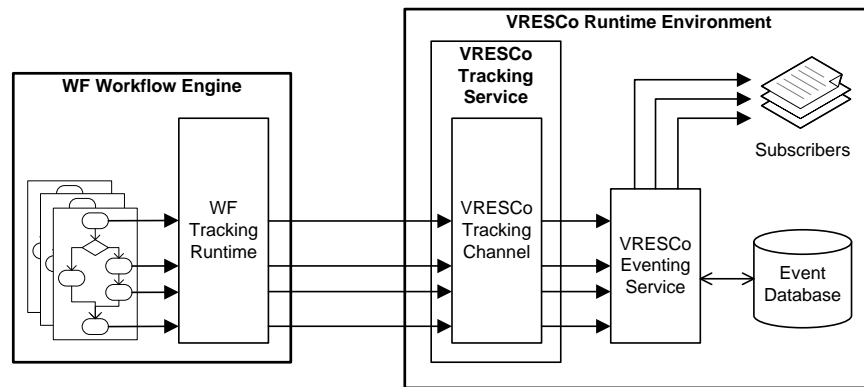 VRESCo Runtime Environment
WF Workflow Engine
VRESCo
Tracking
Service
Subscribers
WF
Tracking
Runtime
VRESCo
Tracking
Channel
VRESCo
Eventing
Service
Event
Database